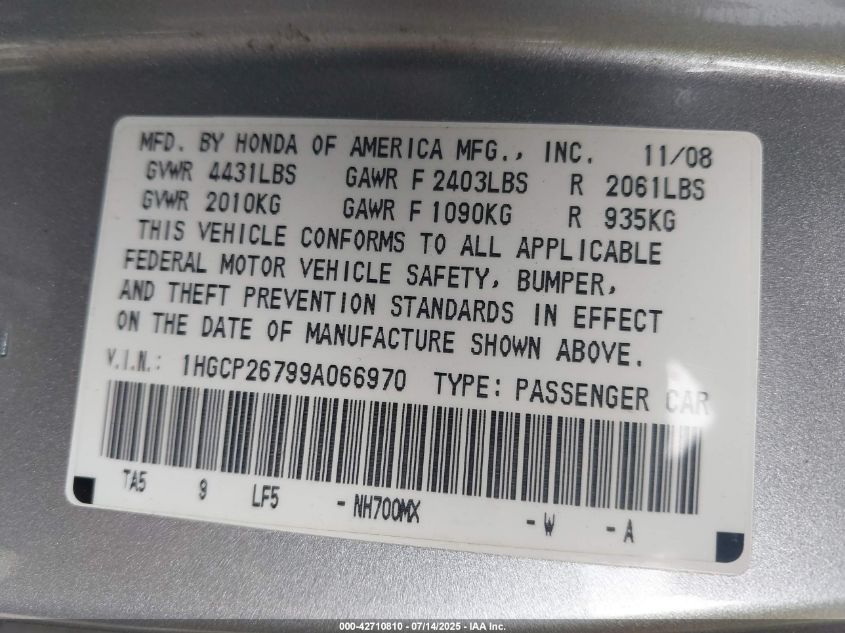 MFD. BY HONDA OF AMERICA MFG., INC. 11/08
GVWR 4431LBS GAWR F 2403LBS R 2061LBS
GVWR 2010KG GAWR F 1090KG R 935KG
THIS VEHICLE CONFORMS TO ALL APPLICABLE
FEDERAL MOTOR VEHICLE SAFETY, BUMPER,
AND THEFT PREVENTION STANDARDS IN EFFECT
ON THE DATE OF MANUFACTURE SHOWN ABOVE.
V.I.N.: 1HGCP26799A066970 TYPE: PASSENGER CAR
TA5 9 LF5 - NH700MX - W - A
000-42710810 - 07/14/2025 - IAA Inc.